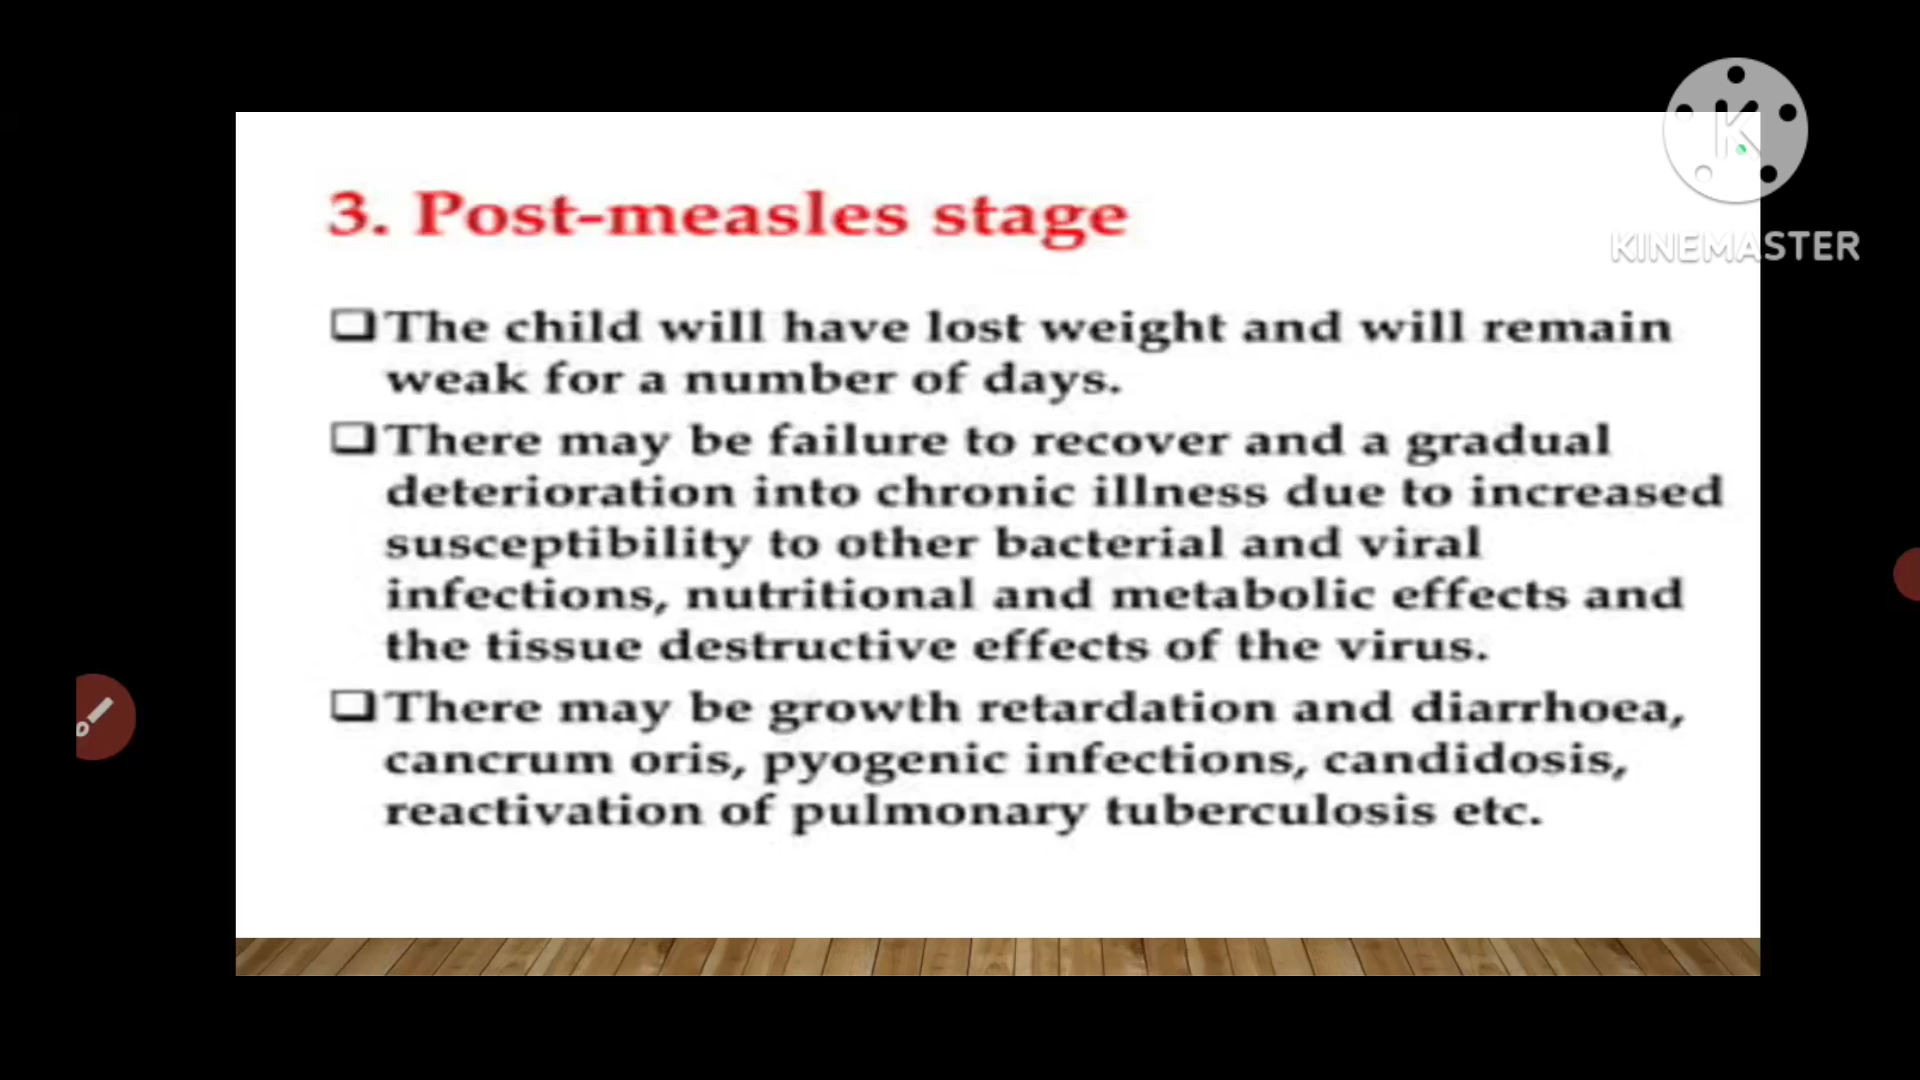 3. Post-measles stage
K
KINEMASTER
❑The child will have lost weight and will remain
weak for a number of days.
❑There may be failure to recover and a gradual
deterioration into chronic illness due to increased
susceptibility to other bacterial and viral
infections, nutritional and metabolic effects and
the tissue destructive effects of the virus.
❑There may be growth retardation and diarrhoea,
cancrum oris, pyogenic infections, candidosis,
reactivation of pulmonary tuberculosis etc.